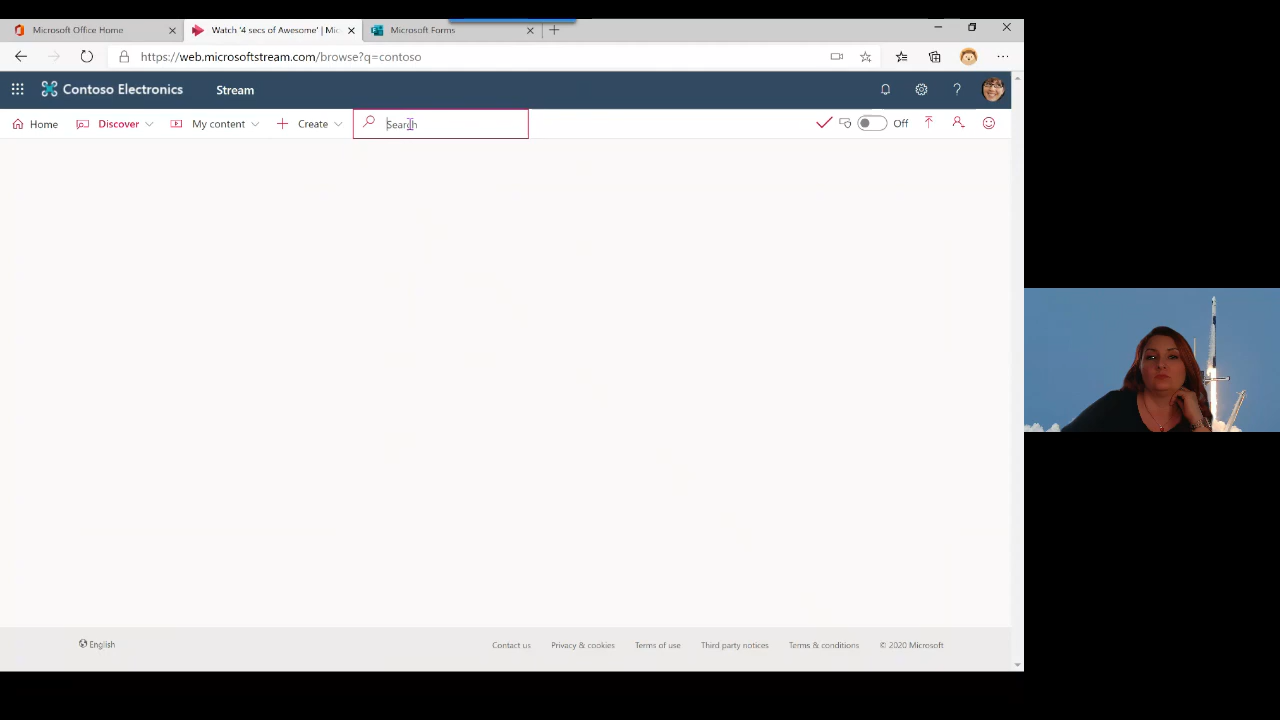 Microsoft Office Home
Watch '4 secs of Awesome' | Mic
Microsoft Forms
https://web.microsoftstream.com/browse?q=contoso
Contoso Electronics
Stream
Home
Discover
My content
Create
Search
Off
English
Contact us
Privacy & cookies
Terms of use
Third party notices
Terms & conditions
© 2020 Microsoft